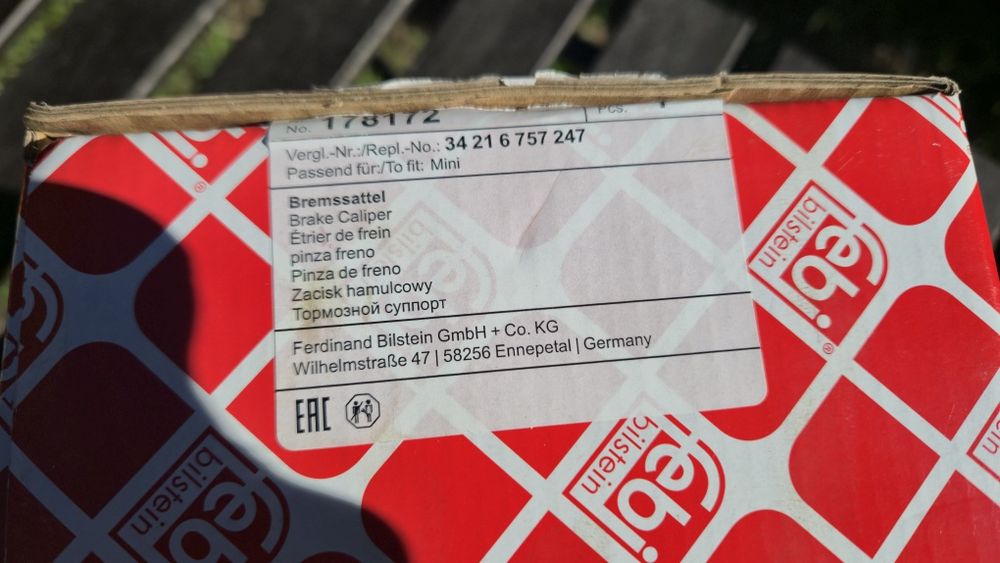 No. 178172 Pcs. 1
Vergl.-Nr.:/Repl.-No.: 34 21 6 757 247
Passend für:/To fit: Mini
Bremssattel
Brake Caliper
Étrier de frein
pinza freno
Pinza de freno
Zacisk hamulcowy
Тормозной суппорт
Ferdinand Bilstein GmbH + Co. KG
Wilhelmstraße 47 | 58256 Ennepetal | Germany
EAC
febi
bilstein
®
febi
bilstein
febi
bilstein